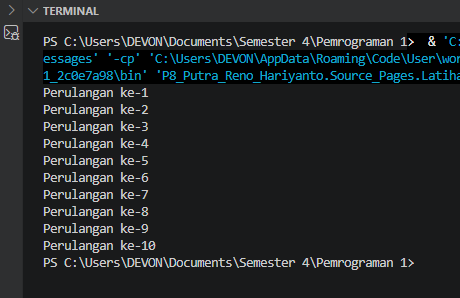 TERMINAL
PS C:\Users\DEVON\Documents\Semester 4\Pemrograman 1> & 'C:
essages' '-cp' 'C:\Users\DEVON\AppData\Roaming\Code\User\wor
1_2c0e7a98\bin' 'P8_Putra_Reno_Hariyanto.Source_Pages.Latiha
Perulangan ke-1
Perulangan ke-2
Perulangan ke-3
Perulangan ke-4
Perulangan ke-5
Perulangan ke-6
Perulangan ke-7
Perulangan ke-8
Perulangan ke-9
Perulangan ke-10
PS C:\Users\DEVON\Documents\Semester 4\Pemrograman 1>